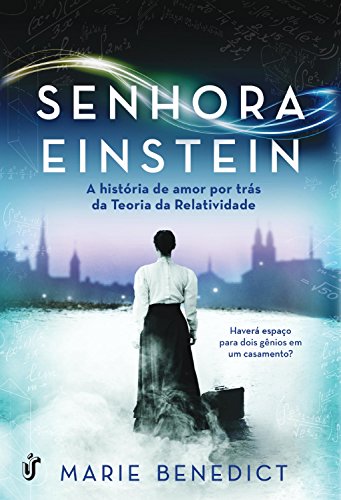 SENHORA
EINSTEIN
A história de amor por trás
da Teoria da Relatividade
Haverá espaço
para dois gênios em
um casamento?
MARIE BENEDICT